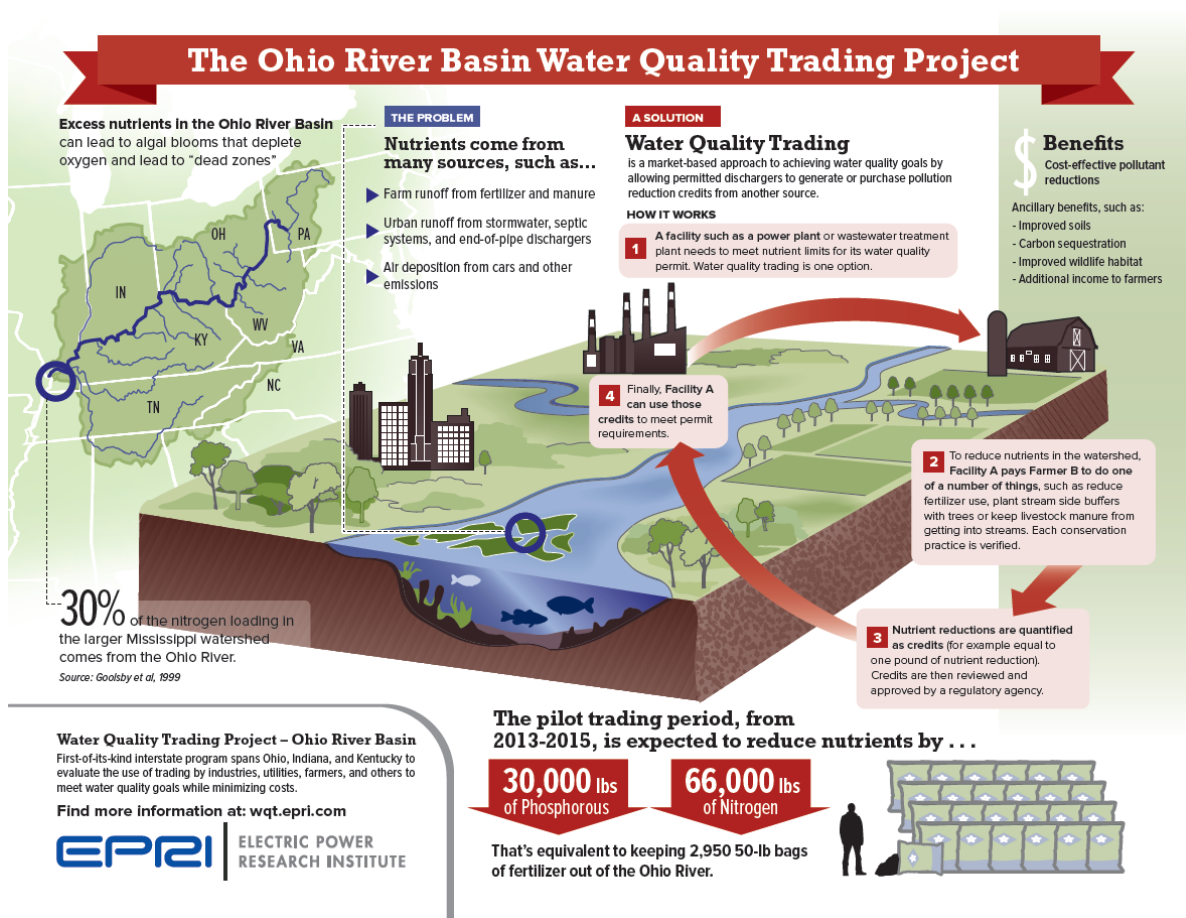 The Ohio River Basin Water Quality Trading Project
Excess nutrients in the Ohio River Basin
can lead to algal blooms that deplete
oxygen and lead to “dead zones”
OH
PA
IN
WV
KY
VA
NC
TN
30% of the nitrogen loading in
the larger Mississippi watershed
comes from the Ohio River.
Source: Goolsby et al, 1999
THE PROBLEM
Nutrients come from
many sources, such as...
Farm runoff from fertilizer and manure
Urban runoff from stormwater, septic
systems, and end-of-pipe dischargers
Air deposition from cars and other
emissions
A SOLUTION
Water Quality Trading
is a market-based approach to achieving water quality goals by
allowing permitted dischargers to generate or purchase pollution
reduction credits from another source.
HOW IT WORKS
1 A facility such as a power plant or wastewater treatment
plant needs to meet nutrient limits for its water quality
permit. Water quality trading is one option.
2 To reduce nutrients in the watershed,
Facility A pays Farmer B to do one
of a number of things, such as reduce
fertilizer use, plant stream side buffers
with trees or keep livestock manure from
getting into streams. Each conservation
practice is verified.
3 Nutrient reductions are quantified
as credits (for example equal to
one pound of nutrient reduction).
Credits are then reviewed and
approved by a regulatory agency.
4 Finally, Facility A
can use those
credits to meet permit
requirements.
$ Benefits
Cost-effective pollutant
reductions
Ancillary benefits, such as:
- Improved soils
- Carbon sequestration
- Improved wildlife habitat
- Additional income to farmers
Water Quality Trading Project – Ohio River Basin
First-of-its-kind interstate program spans Ohio, Indiana, and Kentucky to
evaluate the use of trading by industries, utilities, farmers, and others to
meet water quality goals while minimizing costs.
Find more information at: wqt.epri.com
EPRI
ELECTRIC POWER
RESEARCH INSTITUTE
The pilot trading period, from
2013-2015, is expected to reduce nutrients by . . .
30,000 lbs
of Phosphorous
66,000 lbs
of Nitrogen
That’s equivalent to keeping 2,950 50-lb bags
of fertilizer out of the Ohio River.